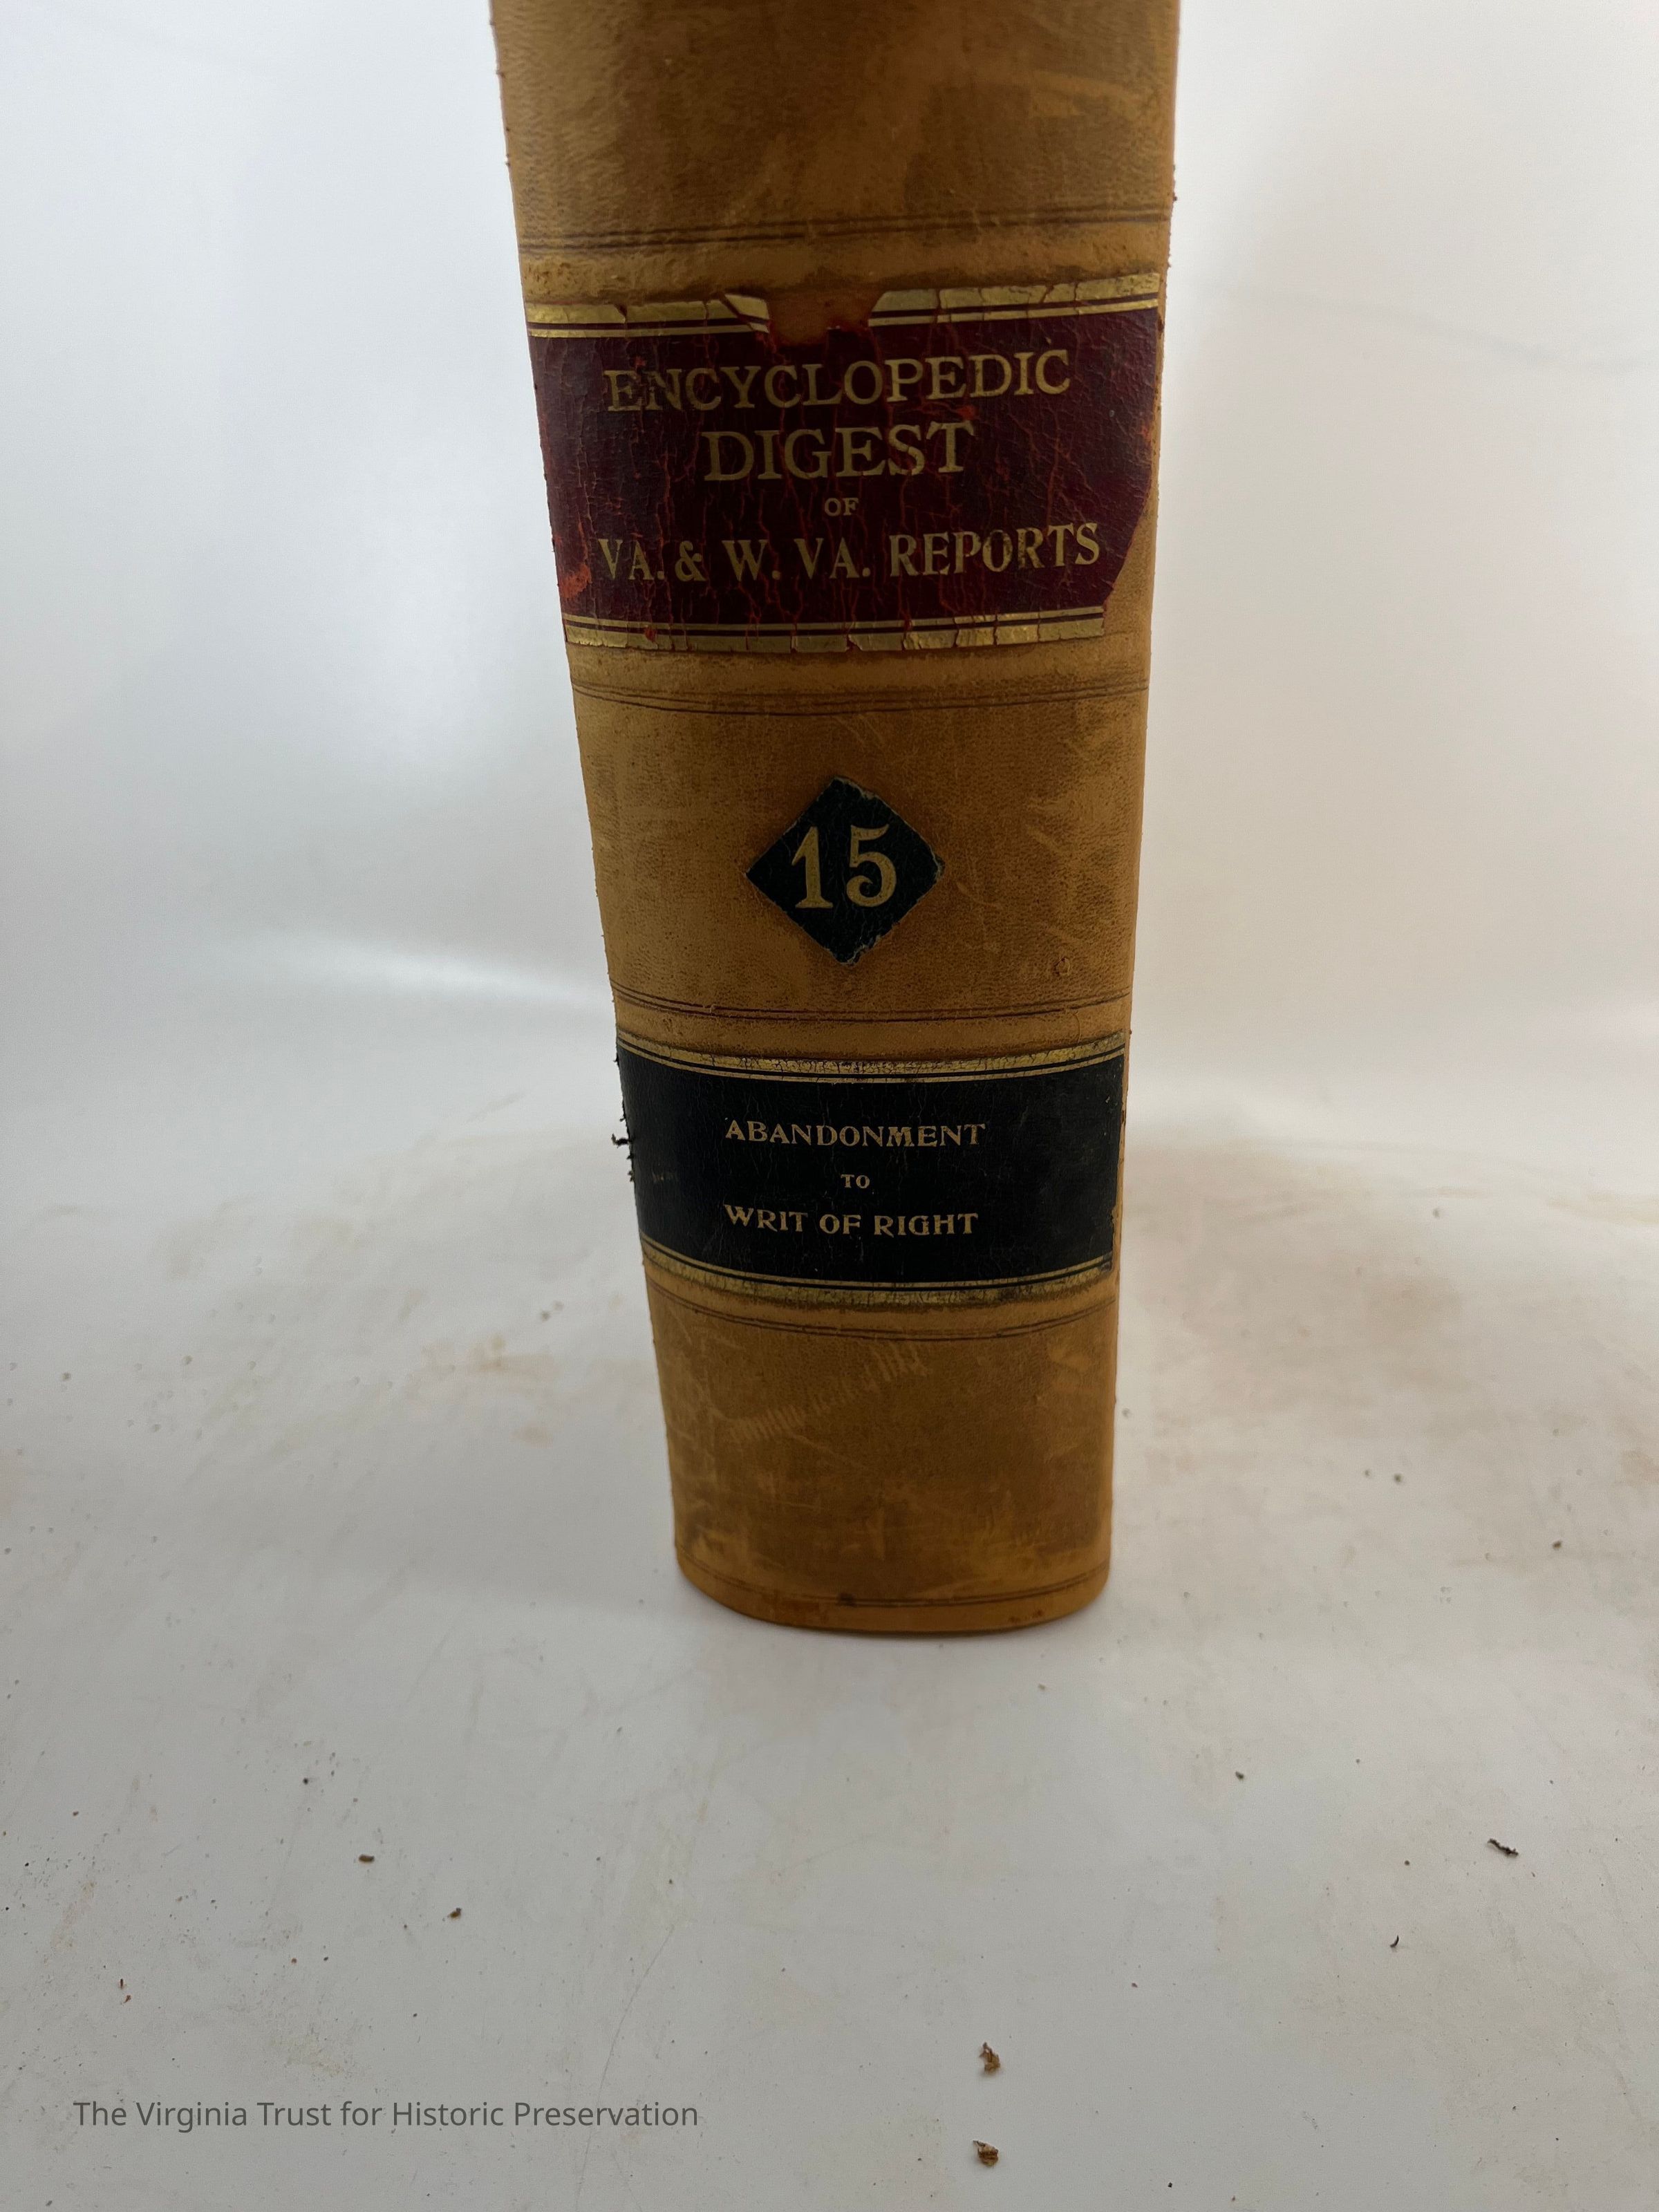 ENCYCLOPEDIC
DIGEST
OF
VA. & W. VA. REPORTS
15
ABANDONMENT
TO
WRIT OF RIGHT
The Virginia Trust for Historic Preservation